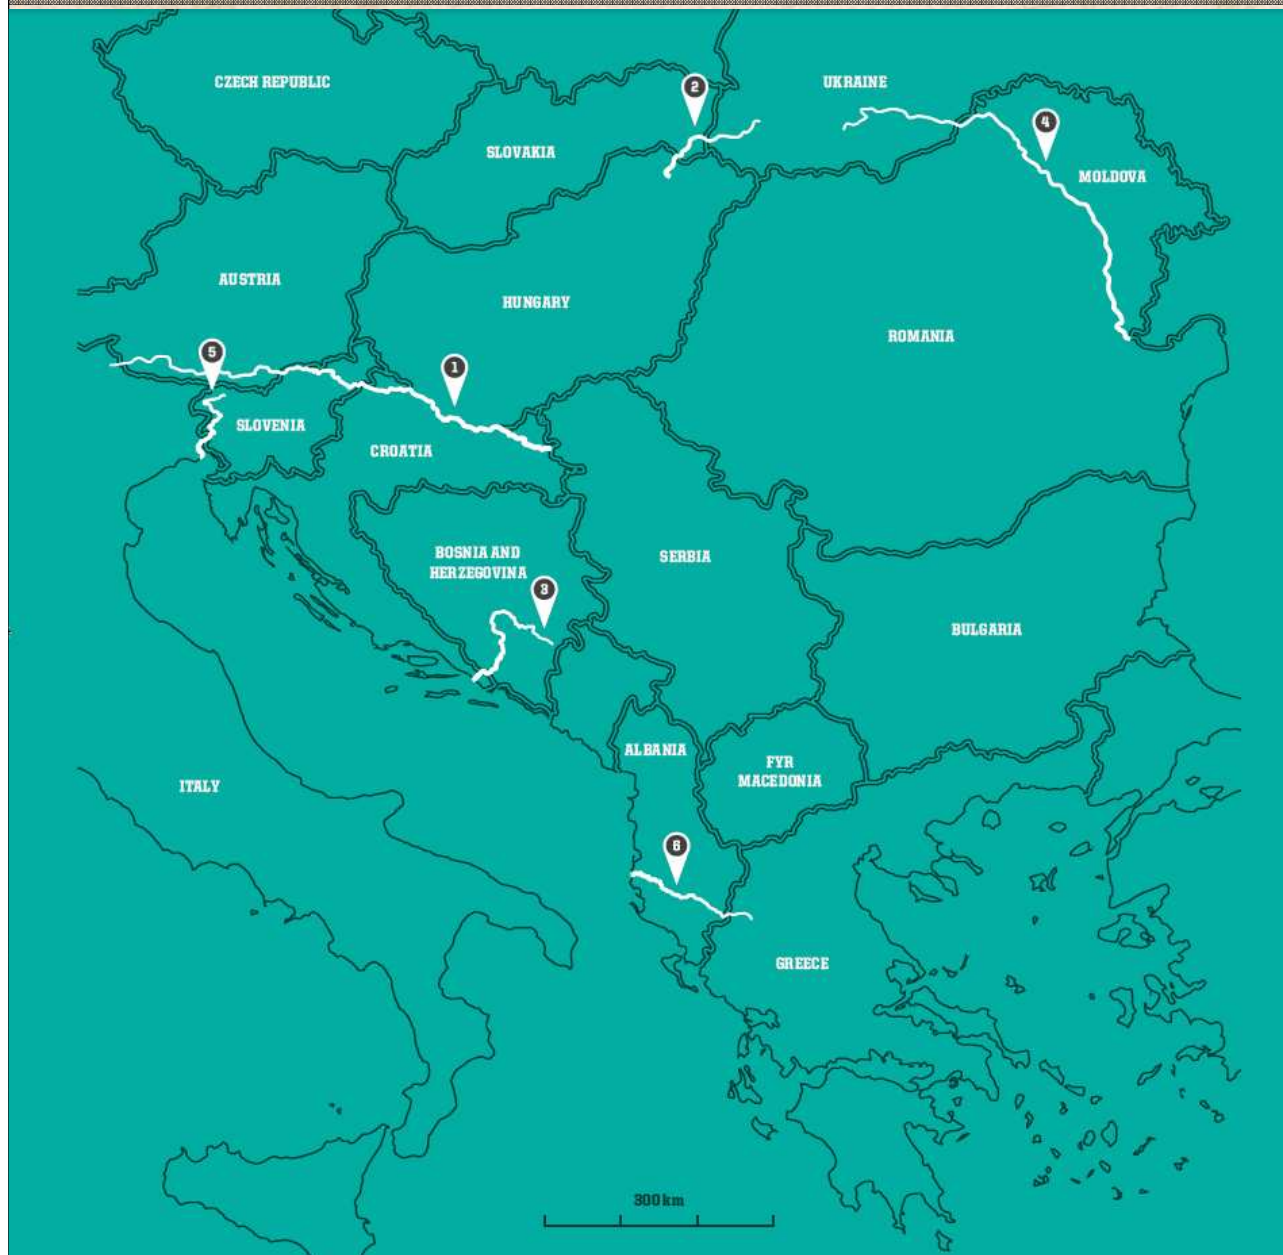 CZECH REPUBLIC
2
UKRAINE
4
SLOVAKIA
MOLDOVA
AUSTRIA
HUNGARY
ROMANIA
5
1
SLOVENIA
CROATIA
BOSNIA AND
HERZEGOVINA
SERBIA
3
BULGARIA
ALBANIA
FYR
MACEDONIA
ITALY
6
GREECE
300 km